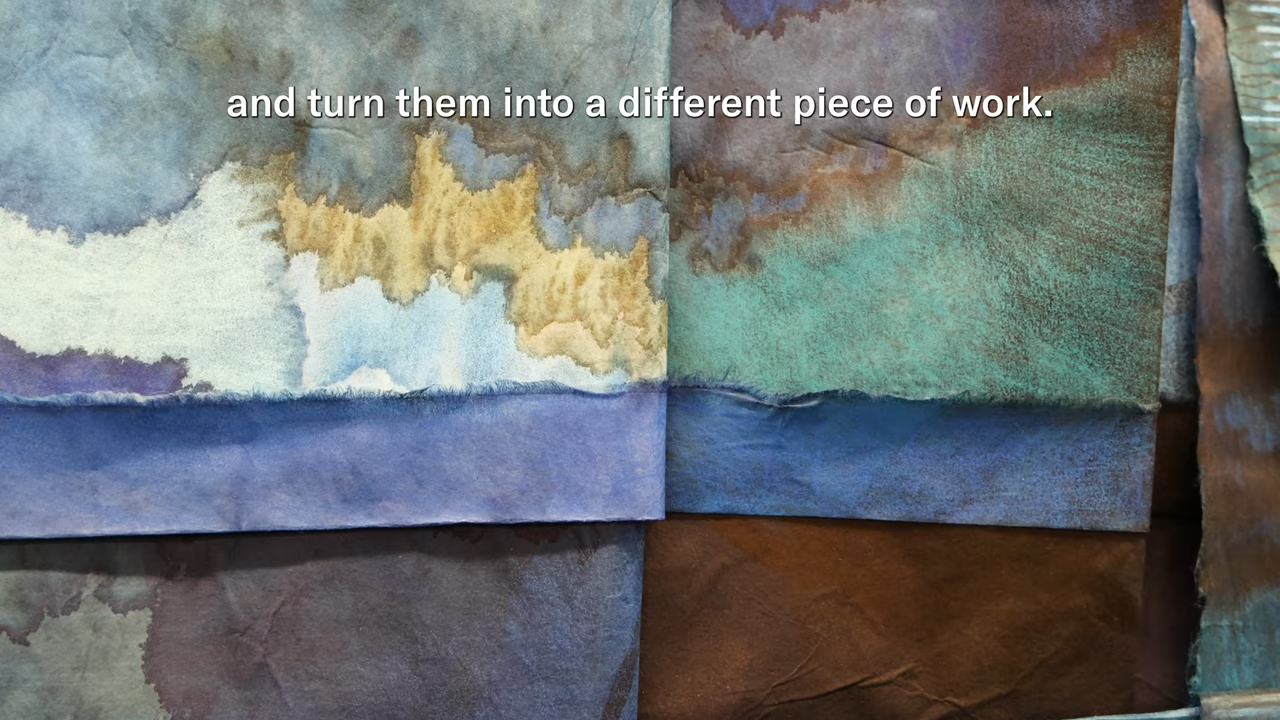 and turn them into a different piece of work.